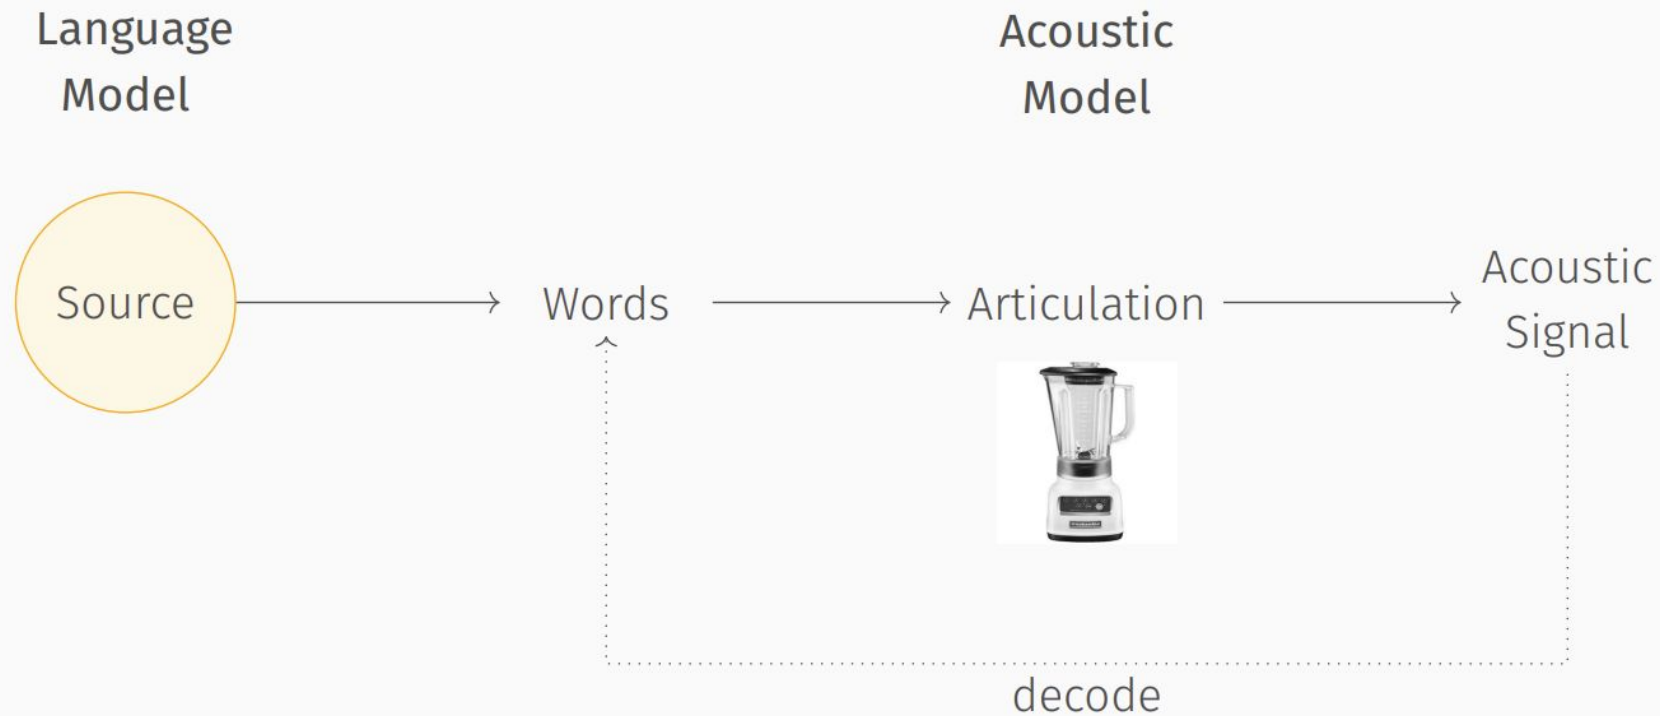 Language
Model
Acoustic
Model
Source
Words
Articulation
Acoustic
Signal
decode